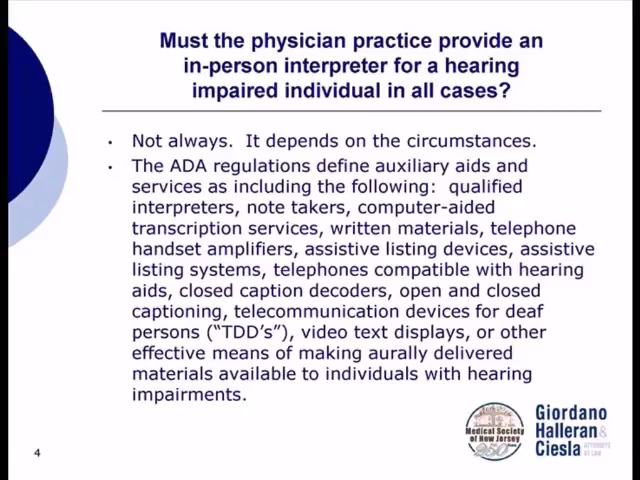 Must the physician practice provide an
in-person interpreter for a hearing
impaired individual in all cases?
• Not always. It depends on the circumstances.
• The ADA regulations define auxiliary aids and
services as including the following: qualified
interpreters, note takers, computer-aided
transcription services, written materials, telephone
handset amplifiers, assistive listing devices, assistive
listing systems, telephones compatible with hearing
aids, closed caption decoders, open and closed
captioning, telecommunication devices for deaf
persons (“TDD’s”), video text displays, or other
effective means of making aurally delivered
materials available to individuals with hearing
impairments.
Medical Society
of New Jersey
250
Giordano
Halleran &
Ciesla
ATTORNEYS
AT LAW
4